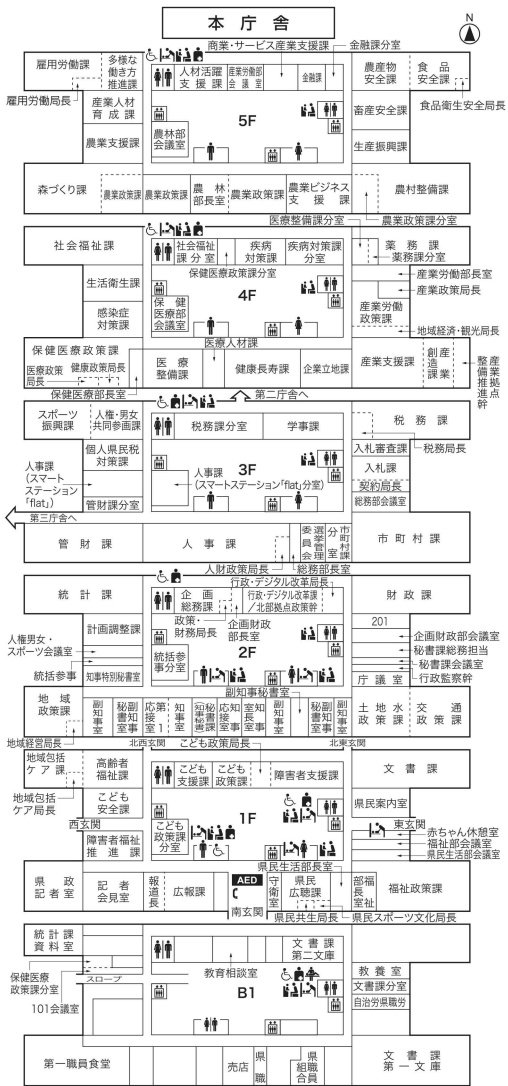 本庁舎
N
商業・サービス産業支援課
金融課分室
雇用労働課
多様な
働き方
推進課
人材活躍
支援課
産業労働部
会議室
金融課
農産物
安全課
食品
安全課
雇用労働局長
食品衛生安全局長
産業人材
育成課
畜産安全課
農業支援課
農林部
会議室
5F
生産振興課
森づくり課
農業政策課
農業政策課
農林
部長室
農業政策課
農業ビジネス
支援課
農村整備課
農業政策課分室
医療整備課分室
社会福祉課
社会福祉
課分室
疾病
対策課
疾病対策課
分室
薬務課
薬務課分室
保健医療政策課分室
生活衛生課
産業労働部長室
産業政策局長
保健
医療部
会議室
4F
産業労働
政策課
感染症
対策課
地域経済・観光局長
保健医療政策課
医療人材課
医療政策
局長
健康政策局長
医療
整備課
健康長寿課
企業立地課
産業支援課
創産
造業
課
産業拠点
整備推進幹
保健医療部長室
第二庁舎へ
スポーツ
振興課
人権・男女
共同参画課
税務課分室
学事課
税務課
税務局長
個人県民税
対策課
入札審査課
人事課
(スマート
ステーション
「flat」)
3F
人事課
(スマートステーション「flat」分室)
入札課
契約局長
管財課分室
総務部会議室
第三庁舎へ
管財課
人事課
選挙管理
委員会
市町村課
分室
市町村課
人財政策局長
総務部長室
行政・デジタル改革局長
統計課
企画
総務課
行政・デジタル改革課
/北部拠点政策幹
財政課
政策・
財務局長
企画財政
部長室
計画調整課
201
人権男女・
スポーツ会議室
企画財政部会議室
秘書課総務担当
統括参
事分室
2F
秘書課会議室
統括参事
知事特別秘書室
庁議室
行政監察幹
副知事秘書室
地域
政策課
副知事室
副知事
秘書室
応接室
第1
知事室
秘書課
知事秘書
知事
応接室
知事
室長室
副知事室
副知事
秘書室
副知事室
土地水
政策課
交通
政策課
地域経営局長
北西玄関
北東玄関
こども政策局長
地域包括
ケア課
高齢者
福祉課
こども
支援課
こども
政策課
障害者支援課
文書課
地域包括
ケア局長
こども
安全課
県民案内室
西玄関
こども
政策課
分室
1F
東玄関
赤ちゃん休憩室
障害者福祉
推進課
福祉部会議室
県民生活部会議室
県民生活部長室
県政
記者室
記者
会見室
報道長
広報課
AED
守衛室
県民
広聴課
福祉
部長室
福祉政策課
南玄関
県民共生局長
県民スポーツ文化局長
統計課
資料室
文書課
第二文庫
保健医療
政策課分室
教育相談室
教養室
スロープ
文書課分室
101会議室
B1
自治労県職労
第一職員食堂
売店
県職
県職
組合員
文書課
第一文庫